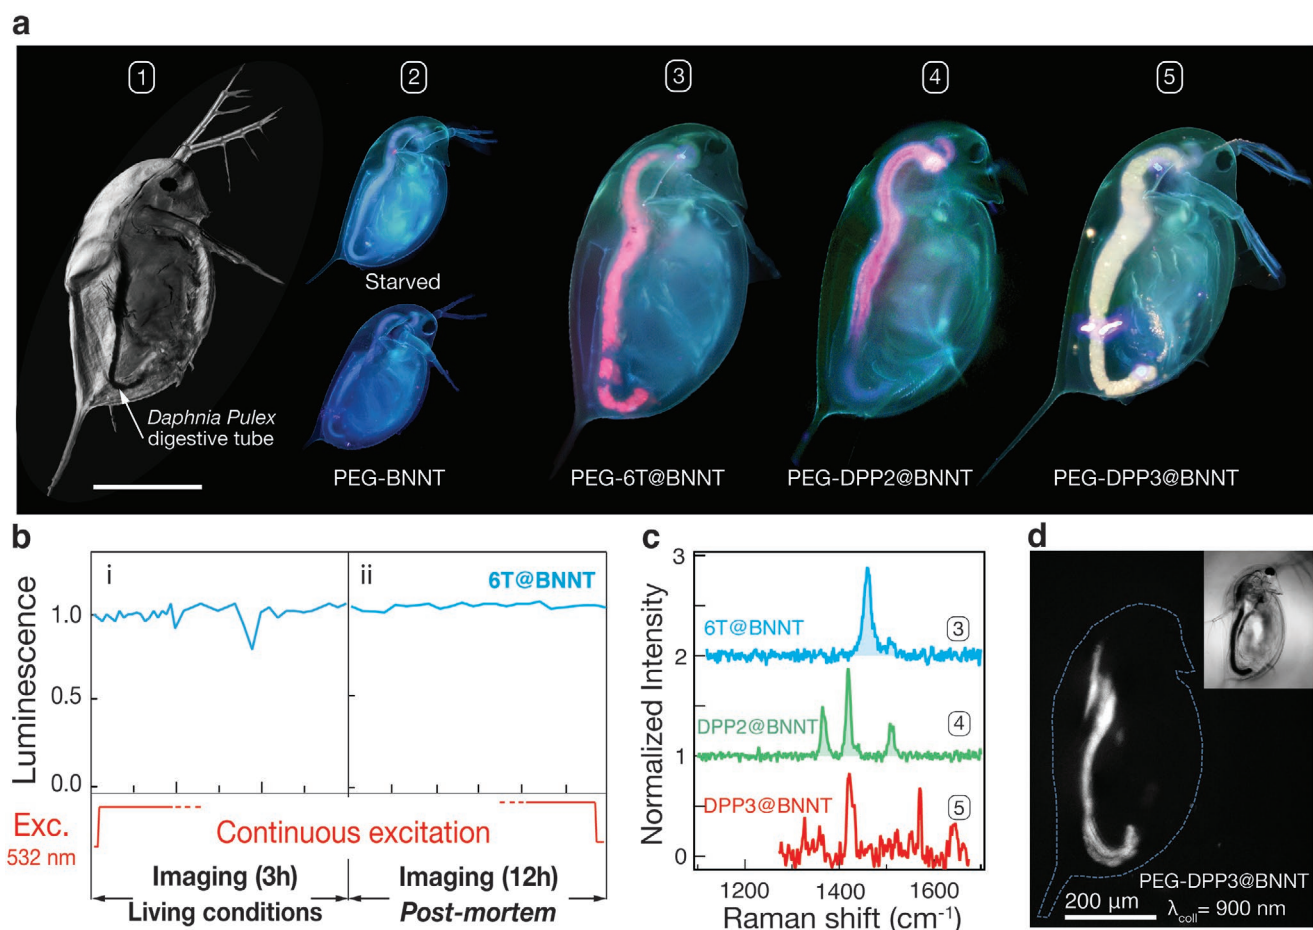 a
1
2
3
4
5
Starved
Daphnia Pulex
digestive tube
PEG-BNNT
PEG-6T@BNNT
PEG-DPP2@BNNT
PEG-DPP3@BNNT
b
i
ii
6T@BNNT
Luminescence
1.0
0.5
0.0
Exc.
532 nm
Continuous excitation
Imaging (3h)
Living conditions
Imaging (12h)
Post-mortem
c
Normalized Intensity
3
2
1
0
6T@BNNT
3
DPP2@BNNT
4
DPP3@BNNT
5
1200
1400
1600
Raman shift (cm⁻¹)
d
PEG-DPP3@BNNT
200 µm
λcoll= 900 nm